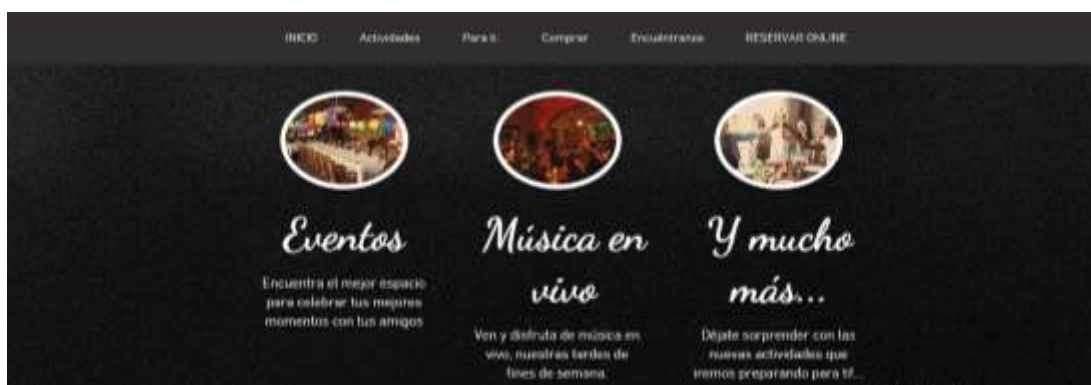 INICIO Actividades Para ti Comprar Encuéntranos RESERVAR ONLINE
Eventos
Encuentra el mejor espacio
para celebrar tus mejores
momentos con tus amigos
Música en
vivo
Ven y disfruta de música en
vivo, nuestras tardes de
fines de semana.
Y mucho
más...
Déjate sorprender con las
nuevas actividades que
iremos preparando para tí!...